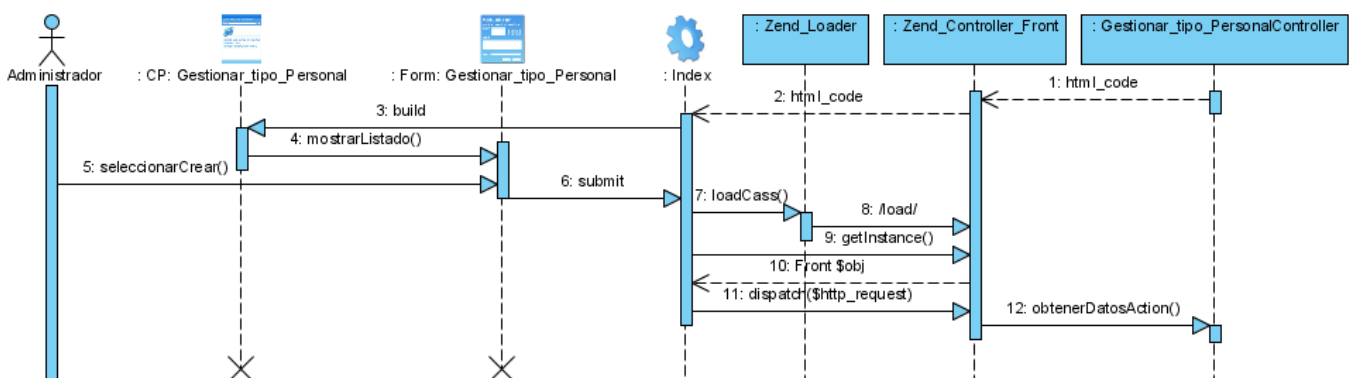 : Zend_Loader
: Zend_Controller_Front
: Gestionar_tipo_PersonalController
Administrador
: CP: Gestionar_tipo_Personal
: Form: Gestionar_tipo_Personal
: Index
1: html_code
2: html_code
3: build
4: mostrarListado()
5: seleccionarCrear()
6: submit
7: loadCass()
8: /load/
9: getInstance()
10: Front $obj
11: dispatch($http_request)
12: obtenerDatosAction()